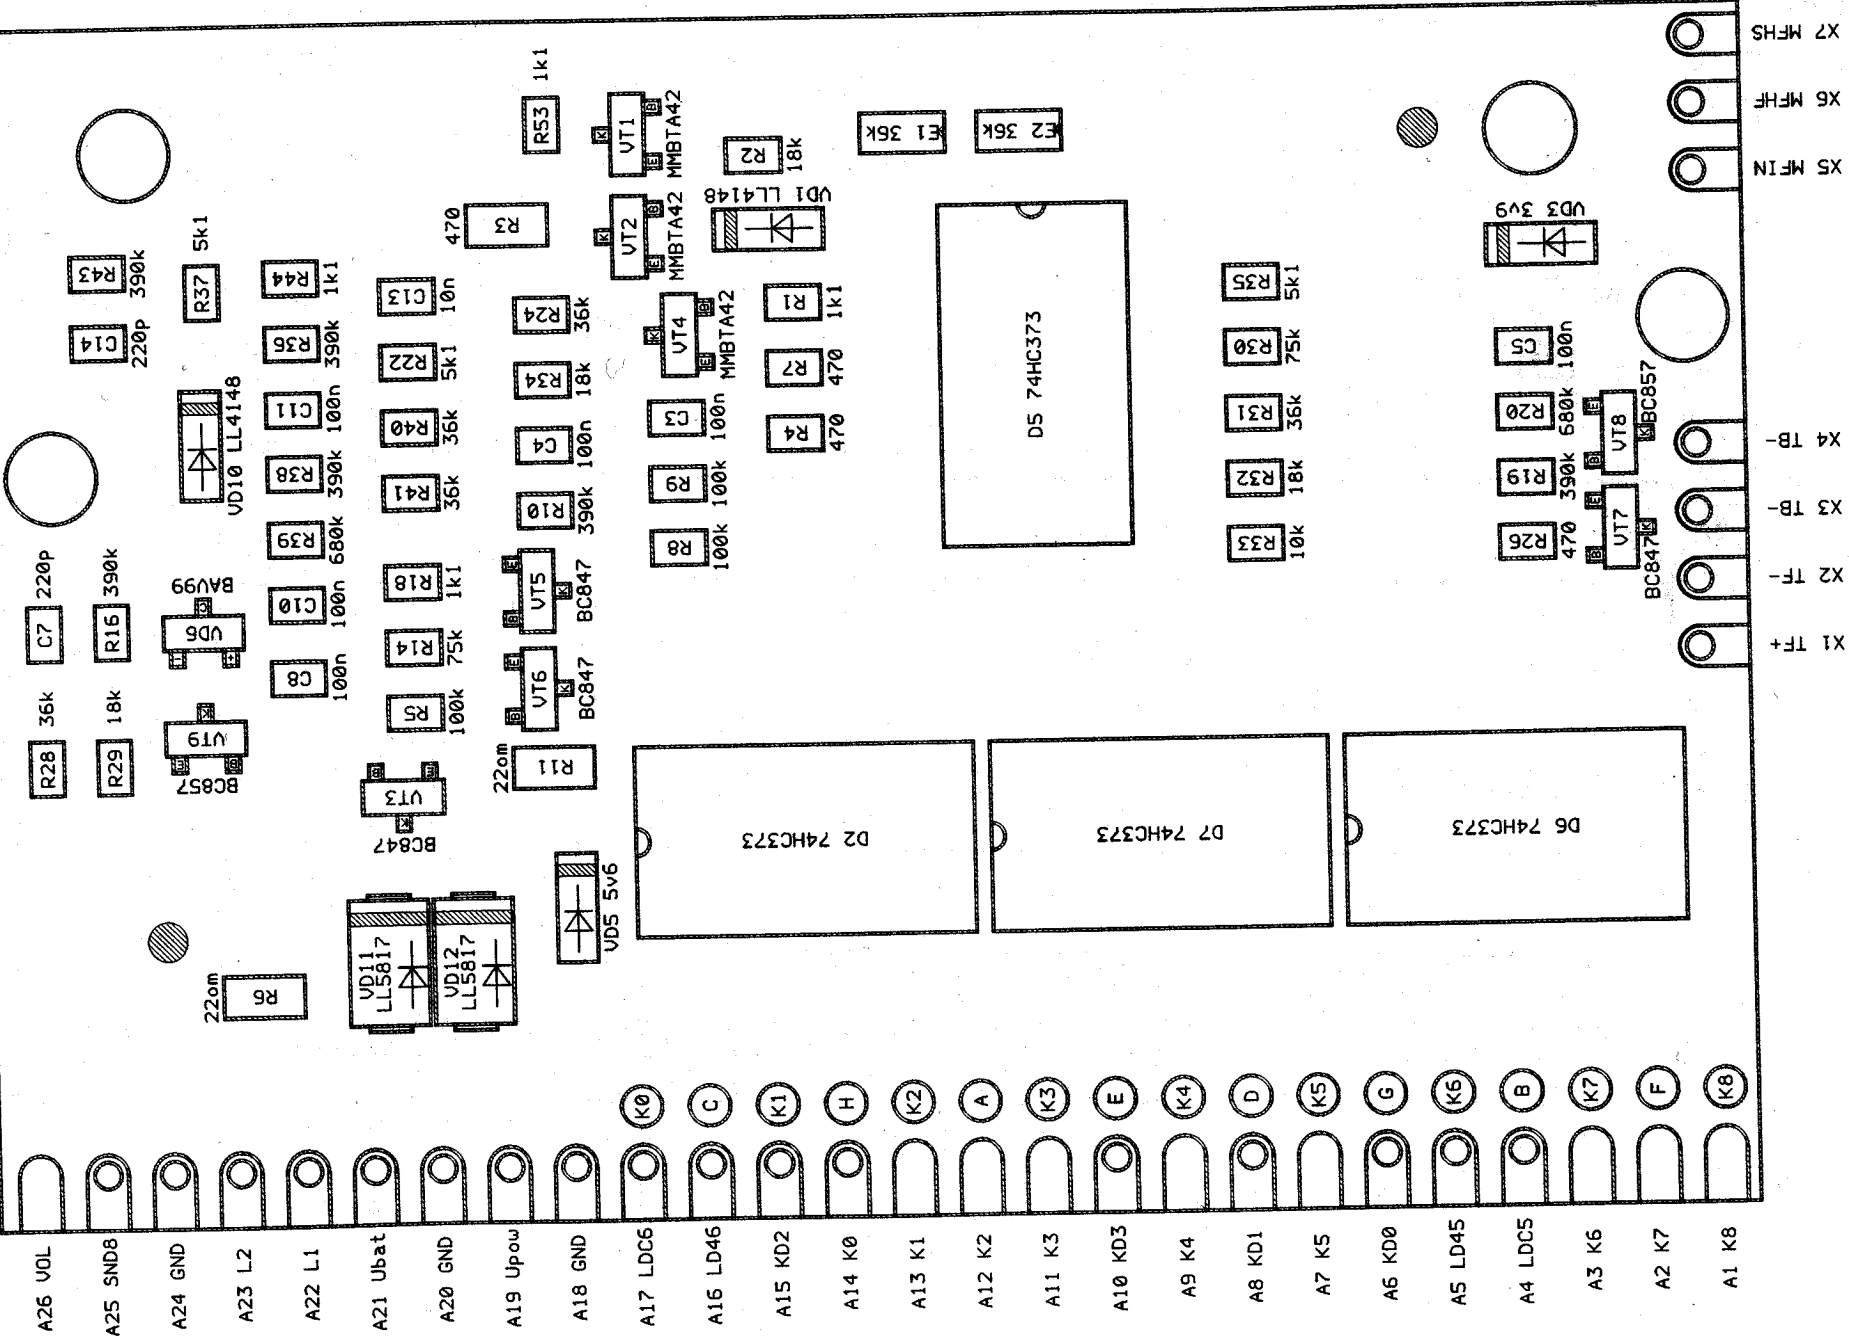 X7 MFHS
X6 MFHF
X5 MFIN
X4 TB-
X3 TB-
X2 TF-
X1 TF+
R53
1k1
VT1
K
B
E
MMBTA42
R2
18k
E1 36k
E2 36k
R3
470
VT2
K
B
E
MMBTA42
VD1 LL4148
VD3 3v9
R43
390k
R37
5k1
R44
1k1
C13
10n
R24
36k
VT4
K
B
E
MMBTA42
R1
1k1
D5 74HC373
R35
5k1
C14
220p
R36
390k
R22
5k1
R34
18k
R7
470
R30
75k
C5
100n
VD10 LL4148
C11
100n
R40
36k
C4
100n
C3
100n
R4
470
R31
36k
R20
680k
VT8
E
B
K
BC857
R38
390k
R41
36k
R10
390k
R9
100k
R32
18k
R19
390k
R39
680k
R8
100k
R33
10k
R26
470
VT7
E
B
K
BC847
C7
220p
R16
390k
BAV99
C
VD6
-
+
C10
100n
R18
1k1
VT5
E
B
K
BC847
C8
100n
R14
75k
VT6
E
B
K
BC847
R28
36k
R29
18k
K
VT9
E
B
BC857
R5
100k
22om
R11
B
E
VT3
K
BC847
D2 74HC373
D7 74HC373
D6 74HC373
VD5 5v6
22om
R6
VD11
LL5817
VD12
LL5817
K0
C
K1
H
K2
A
K3
E
K4
D
K5
G
K6
B
K7
F
K8
A26 VOL
A25 SND8
A24 GND
A23 L2
A22 L1
A21 Ubat
A20 GND
A19 Upow
A18 GND
A17 LDC6
A16 LD46
A15 KD2
A14 K0
A13 K1
A12 K2
A11 K3
A10 KD3
A9 K4
A8 KD1
A7 K5
A6 KD0
A5 LD45
A4 LDC5
A3 K6
A2 K7
A1 K8